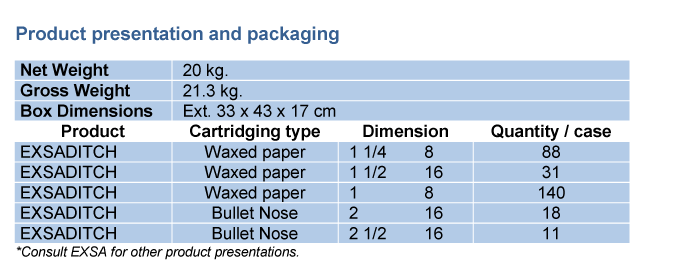 Product presentation and packaging
Net Weight 20 kg.
Gross Weight 21.3 kg.
Box Dimensions Ext. 33 x 43 x 17 cm
Product Cartridging type Dimension Quantity / case
EXSADITCH Waxed paper 1 1/4 8 88
EXSADITCH Waxed paper 1 1/2 16 31
EXSADITCH Waxed paper 1 8 140
EXSADITCH Bullet Nose 2 16 18
EXSADITCH Bullet Nose 2 1/2 16 11
*Consult EXSA for other product presentations.